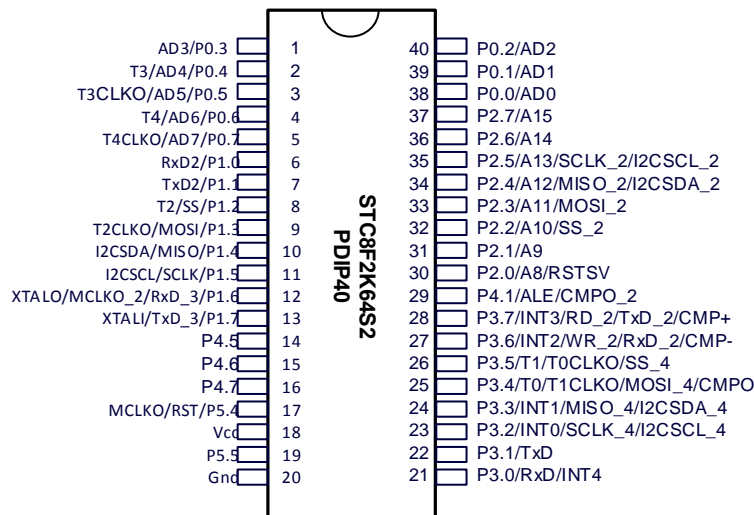 AD3/P0.3 1 40 P0.2/AD2
T3/AD4/P0.4 2 39 P0.1/AD1
T3CLKO/AD5/P0.5 3 38 P0.0/AD0
T4/AD6/P0.6 4 37 P2.7/A15
T4CLKO/AD7/P0.7 5 36 P2.6/A14
RxD2/P1.0 6 35 P2.5/A13/SCLK_2/I2CSCL_2
TxD2/P1.1 7 34 P2.4/A12/MISO_2/I2CSDA_2
T2/SS/P1.2 8 33 P2.3/A11/MOSI_2
T2CLKO/MOSI/P1.3 9 32 P2.2/A10/SS_2
I2CSDA/MISO/P1.4 10 31 P2.1/A9
I2CSCL/SCLK/P1.5 11 30 P2.0/A8/RSTSV
XTALO/MCLKO_2/RxD_3/P1.6 12 29 P4.1/ALE/CMPO_2
XTALI/TxD_3/P1.7 13 28 P3.7/INT3/RD_2/TxD_2/CMP+
P4.5 14 27 P3.6/INT2/WR_2/RxD_2/CMP-
P4.6 15 26 P3.5/T1/T0CLKO/SS_4
P4.7 16 25 P3.4/T0/T1CLKO/MOSI_4/CMPO
MCLKO/RST/P5.4 17 24 P3.3/INT1/MISO_4/I2CSDA_4
Vcc 18 23 P3.2/INT0/SCLK_4/I2CSCL_4
P5.5 19 22 P3.1/TxD
Gnd 20 21 P3.0/RxD/INT4
STC8F2K64S2
PDIP40